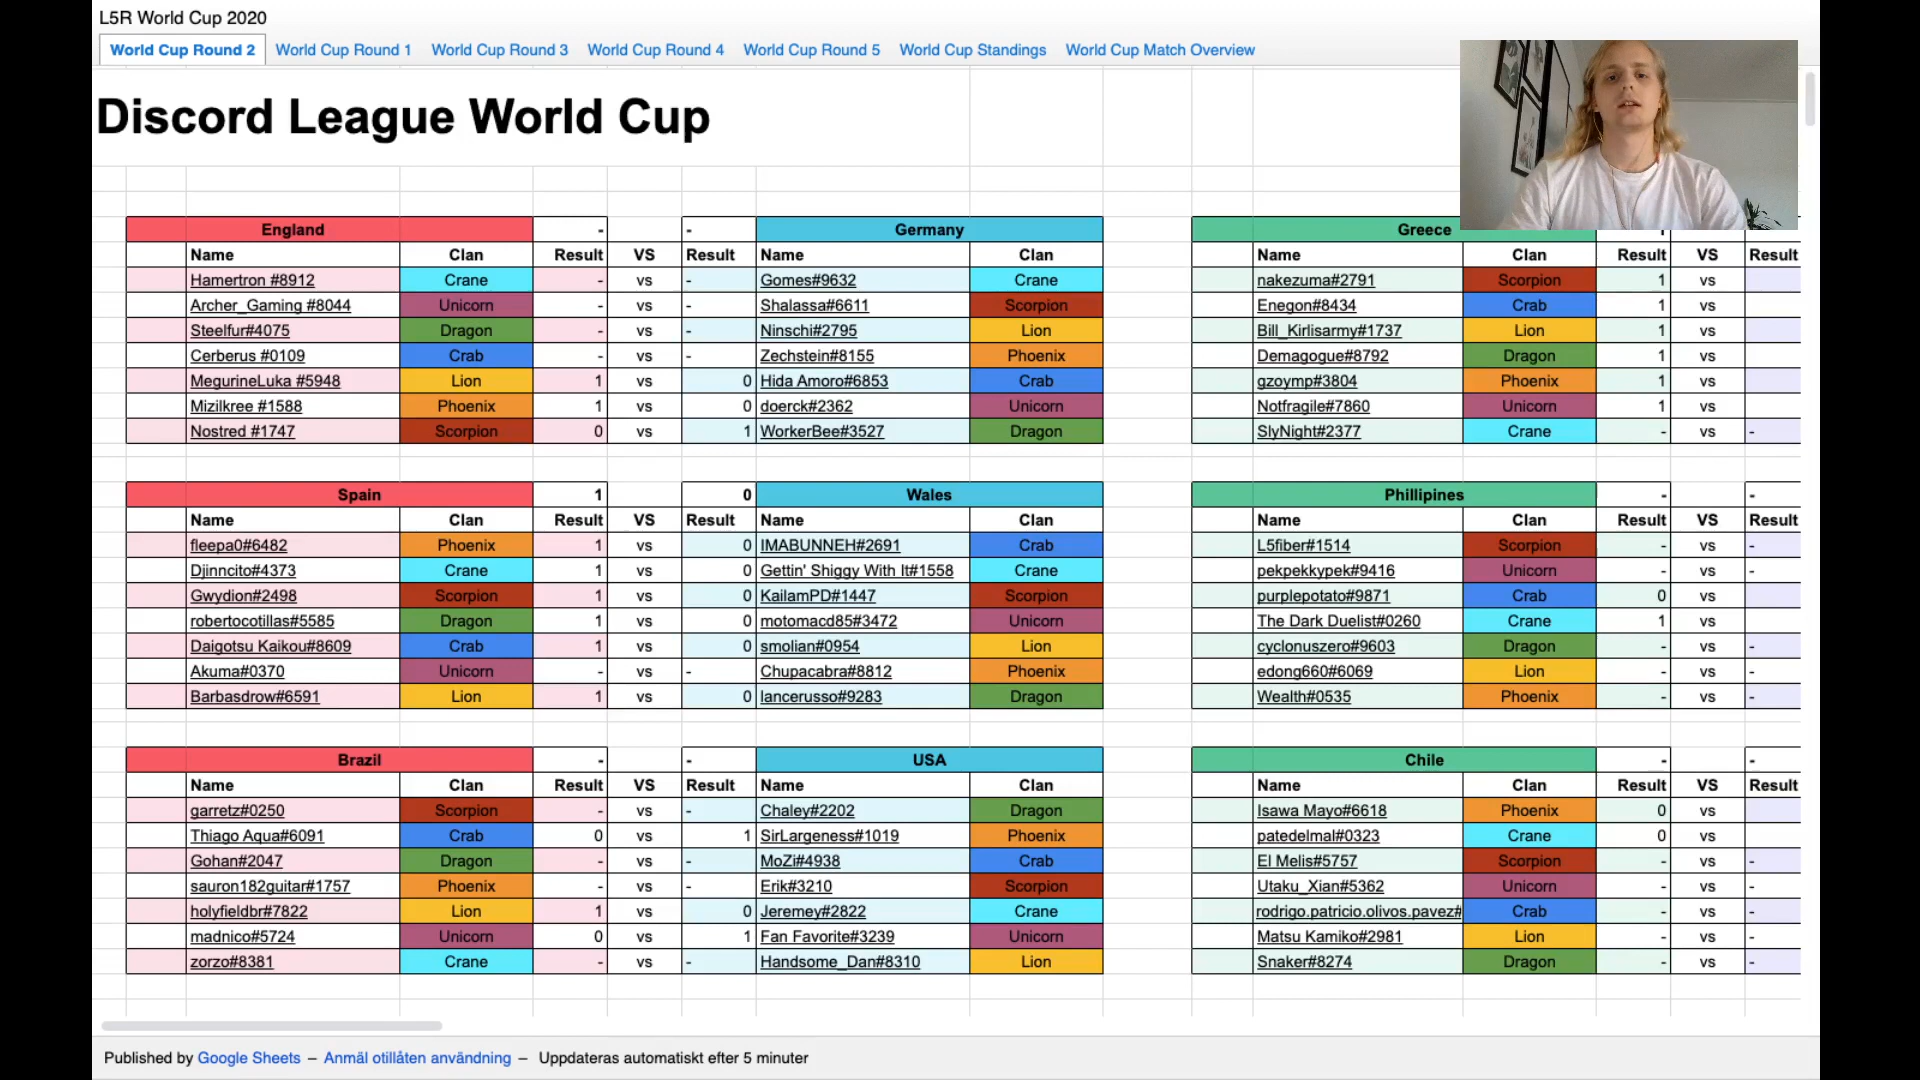 L5R World Cup 2020
World Cup Round 2 World Cup Round 1 World Cup Round 3 World Cup Round 4 World Cup Round 5 World Cup Standings World Cup Match Overview
Discord League World Cup
England - - Germany Greece
Name Clan Result VS Result Name Clan Name Clan Result VS Result
Hamertron #8912 Crane - vs - Gomes#9632 Crane nakezuma#2791 Scorpion 1 vs
Archer_Gaming #8044 Unicorn - vs - Shalassa#6611 Scorpion Enegon#8434 Crab 1 vs
Steelfur#4075 Dragon - vs - Ninschi#2795 Lion Bill_Kirlisarmy#1737 Lion 1 vs
Cerberus #0109 Crab - vs - Zechstein#8155 Phoenix Demagogue#8792 Dragon 1 vs
MegurineLuka #5948 Lion 1 vs 0 Hida Amoro#6853 Crab gzoymp#3804 Phoenix 1 vs
Mizilkree #1588 Phoenix 1 vs 0 doerck#2362 Unicorn Notfragile#7860 Unicorn 1 vs
Nostred #1747 Scorpion 0 vs 1 WorkerBee#3527 Dragon SlyNight#2377 Crane - vs -
Spain 1 0 Wales Phillipines - -
Name Clan Result VS Result Name Clan Name Clan Result VS Result
fleepa0#6482 Phoenix 1 vs 0 IMABUNNEH#2691 Crab L5fiber#1514 Scorpion - vs -
Djinncito#4373 Crane 1 vs 0 Gettin' Shiggy With It#1558 Crane pekpekkypek#9416 Unicorn - vs -
Gwydion#2498 Scorpion 1 vs 0 KailamPD#1447 Scorpion purplepotato#9871 Crab 0 vs
robertocotillas#5585 Dragon 1 vs 0 motomacd85#3472 Unicorn The Dark Duelist#0260 Crane 1 vs
Daigotsu Kaikou#8609 Crab 1 vs 0 smolian#0954 Lion cyclonuszero#9603 Dragon - vs -
Akuma#0370 Unicorn - vs - Chupacabra#8812 Phoenix edong660#6069 Lion - vs -
Barbasdrow#6591 Lion 1 vs 0 lancerusso#9283 Dragon Wealth#0535 Phoenix - vs -
Brazil - - USA Chile - -
Name Clan Result VS Result Name Clan Name Clan Result VS Result
garretz#0250 Scorpion - vs - Chaley#2202 Dragon Isawa Mayo#6618 Phoenix 0 vs
Thiago Aqua#6091 Crab 0 vs 1 SirLargeness#1019 Phoenix patedelmal#0323 Crane 0 vs
Gohan#2047 Dragon - vs - MoZi#4938 Crab El Melis#5757 Scorpion - vs -
sauron182guitar#1757 Phoenix - vs - Erik#3210 Scorpion Utaku_Xian#5362 Unicorn - vs -
holyfieldbr#7822 Lion 1 vs 0 Jeremey#2822 Crane rodrigo.patricio.olivos.pavez# Crab - vs -
madnico#5724 Unicorn 0 vs 1 Fan Favorite#3239 Unicorn Matsu Kamiko#2981 Lion - vs -
zorzo#8381 Crane - vs - Handsome_Dan#8310 Lion Snaker#8274 Dragon - vs -
Published by Google Sheets – Anmäl otillåten användning – Uppdateras automatiskt efter 5 minuter